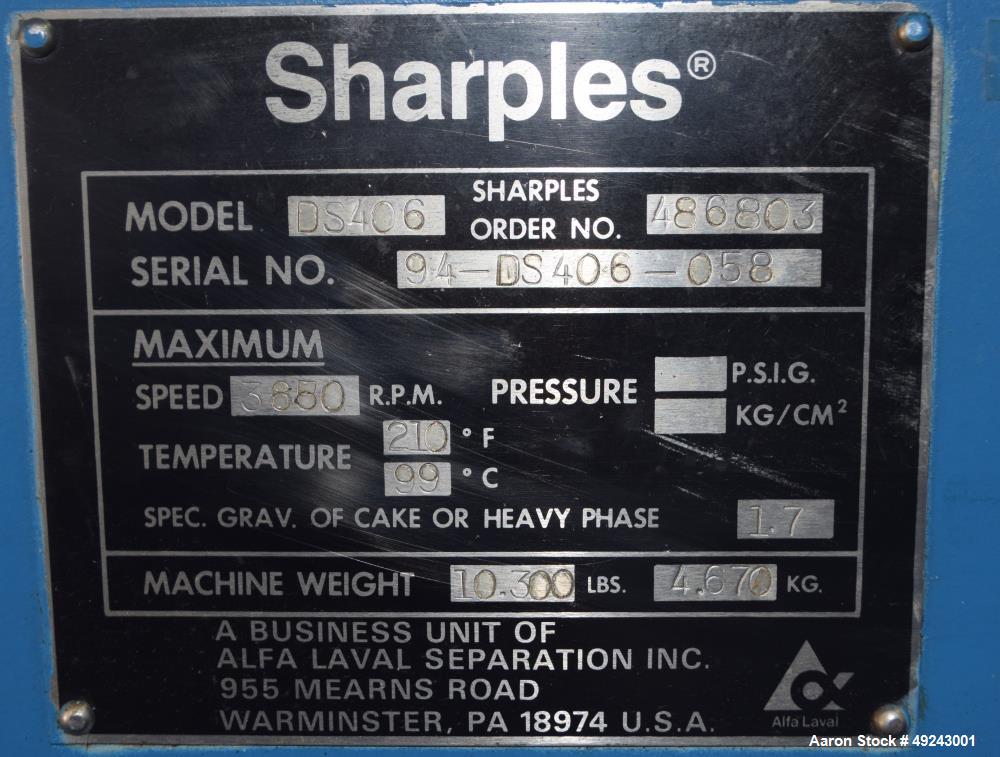 Sharples®
MODEL DS406 SHARPLES ORDER NO. 486803
SERIAL NO. 94-DS406-058
MAXIMUM
SPEED R.P.M. PRESSURE P.S.I.G.
KG/CM²
TEMPERATURE 210 °F
99 °C
SPEC. GRAV. OF CAKE OR HEAVY PHASE 1.7
MACHINE WEIGHT 10.300 LBS. 4.670 KG.
A BUSINESS UNIT OF
ALFA LAVAL SEPARATION INC.
955 MEARNS ROAD
WARMINSTER, PA 18974 U.S.A.
Alfa Laval
Aaron Stock # 49243001